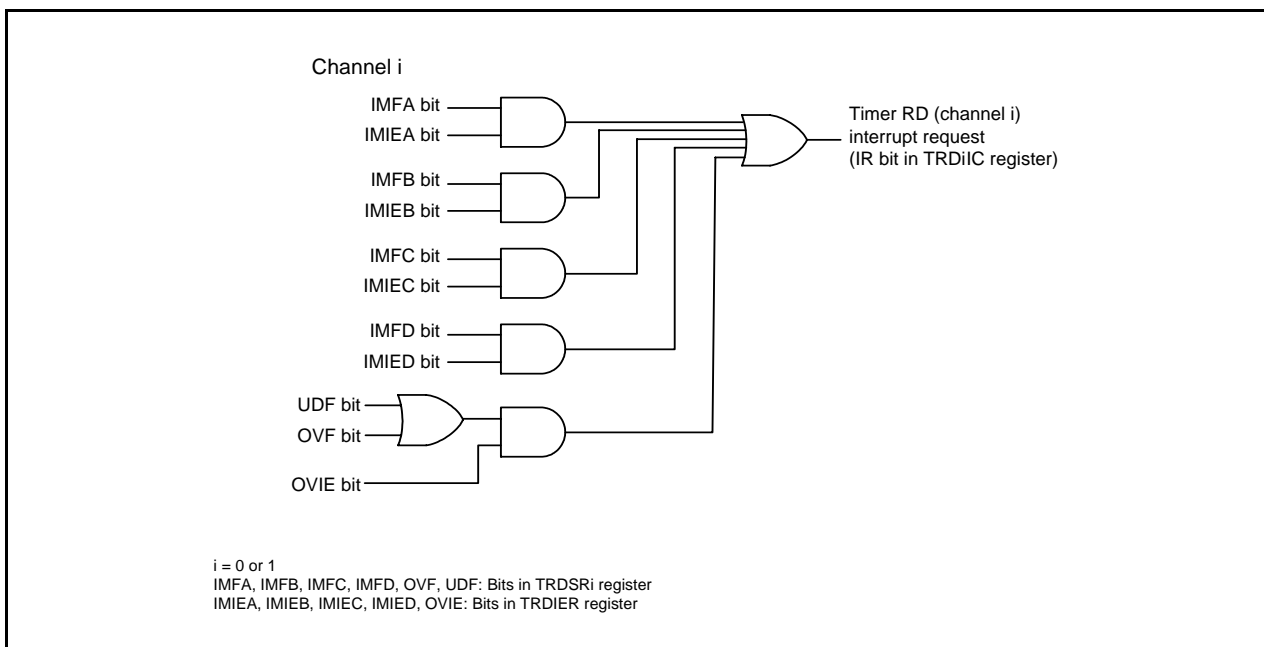 Channel i
IMFA bit
IMIEA bit
IMFB bit
IMIEB bit
IMFC bit
IMIEC bit
IMFD bit
IMIED bit
UDF bit
OVF bit
OVIE bit
Timer RD (channel i)
interrupt request
(IR bit in TRDiIC register)
i = 0 or 1
IMFA, IMFB, IMFC, IMFD, OVF, UDF: Bits in TRDSRi register
IMIEA, IMIEB, IMIEC, IMIED, OVIE: Bits in TRDIER register